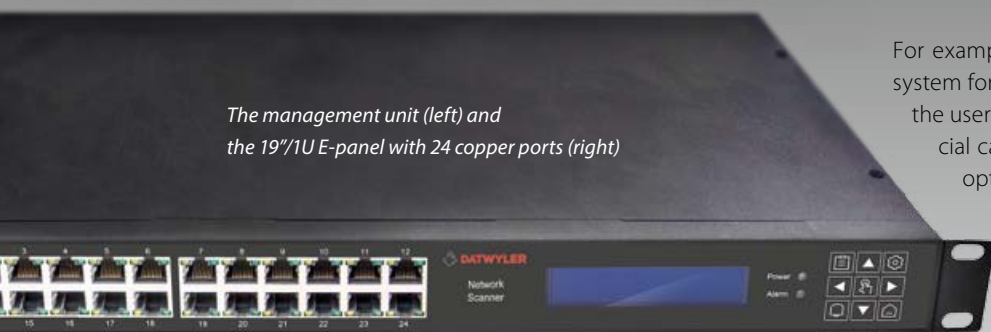 The management unit (left) and
the 19"/1U E-panel with 24 copper ports (right)
For examp
system for
the user
cial ca
opt
3 4 5 6 7 8 9 10 11 12
DATWYLER
Network
Scanner
Power
Alarm
15 16 17 18 19 20 21 22 23 24